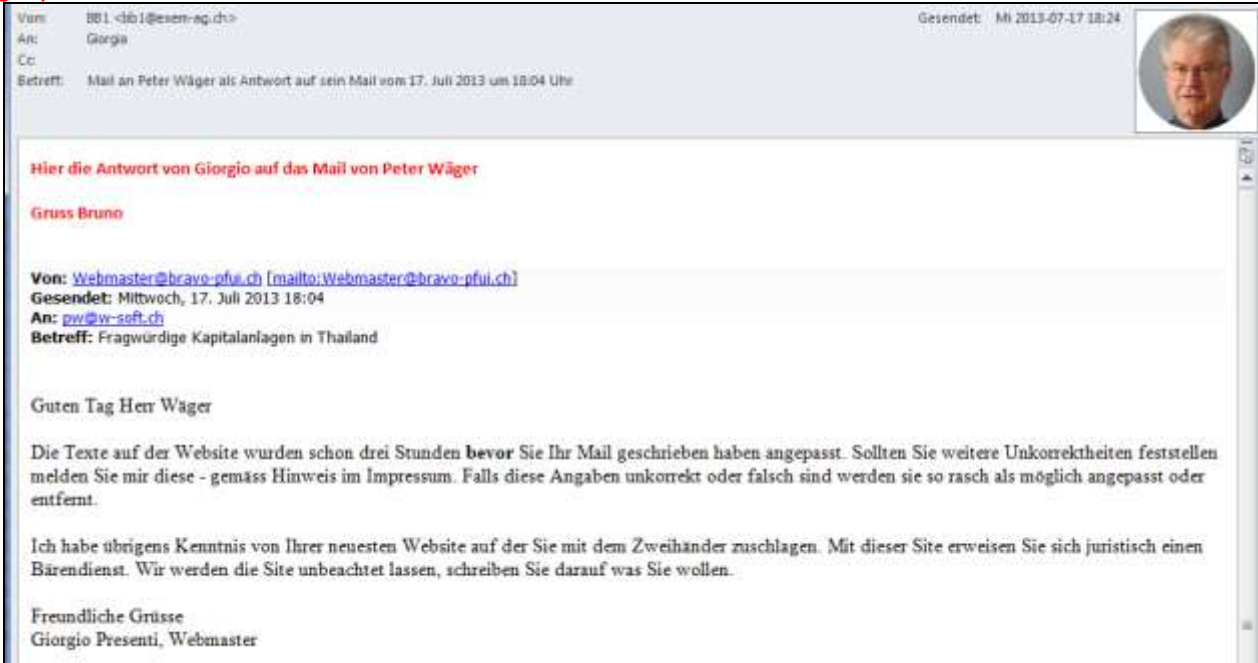 Von: BB1 <bb1@exem-ag.ch> Gesendet: Mi 2013-07-17 18:24
An: Giorgia
Cc:
Betreff: Mail an Peter Wäger als Antwort auf sein Mail vom 17. Juli 2013 um 18:04 Uhr
Hier die Antwort von Giorgio auf das Mail von Peter Wäger
Gruss Bruno
Von: Webmaster@bravo-pfui.ch [mailto:Webmaster@bravo-pfui.ch]
Gesendet: Mittwoch, 17. Juli 2013 18:04
An: pw@w-soft.ch
Betreff: Fragwürdige Kapitalanlagen in Thailand
Guten Tag Herr Wäger
Die Texte auf der Website wurden schon drei Stunden bevor Sie Ihr Mail geschrieben haben angepasst. Sollten Sie weitere Unkorrektheiten feststellen
melden Sie mir diese - gemäss Hinweis im Impressum. Falls diese Angaben unkorrekt oder falsch sind werden sie so rasch als möglich angepasst oder
entfernt.
Ich habe übrigens Kenntnis von Ihrer neuesten Website auf der Sie mit dem Zweihänder zuschlagen. Mit dieser Site erweisen Sie sich juristisch einen
Bärendienst. Wir werden die Site unbeachtet lassen, schreiben Sie darauf was Sie wollen.
Freundliche Grüsse
Giorgio Presenti, Webmaster